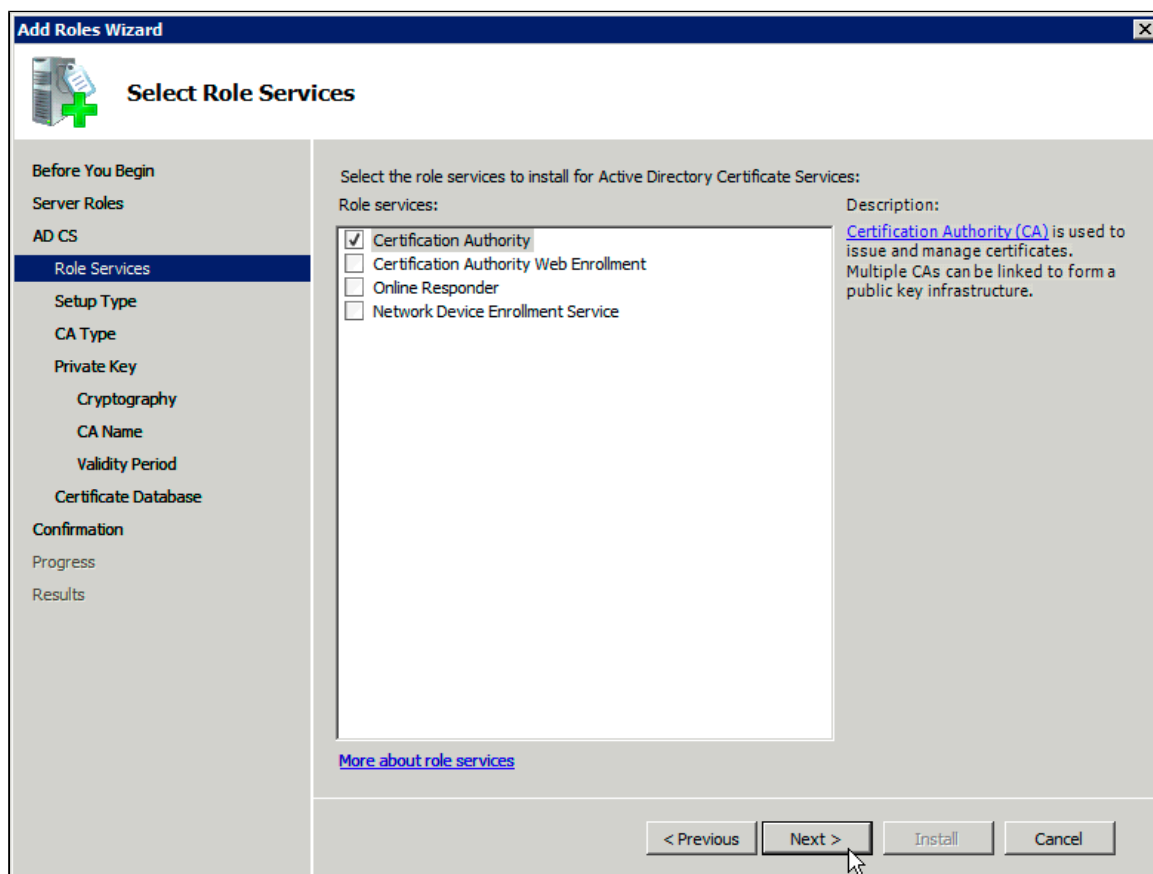 Add Roles Wizard
Select Role Services
Before You Begin
Server Roles
AD CS
Role Services
Setup Type
CA Type
Private Key
Cryptography
CA Name
Validity Period
Certificate Database
Confirmation
Progress
Results
Select the role services to install for Active Directory Certificate Services:
Role services:
Certification Authority
Certification Authority Web Enrollment
Online Responder
Network Device Enrollment Service
More about role services
Description:
Certification Authority (CA) is used to
issue and manage certificates.
Multiple CAs can be linked to form a
public key infrastructure.
< Previous
Next >
Install
Cancel